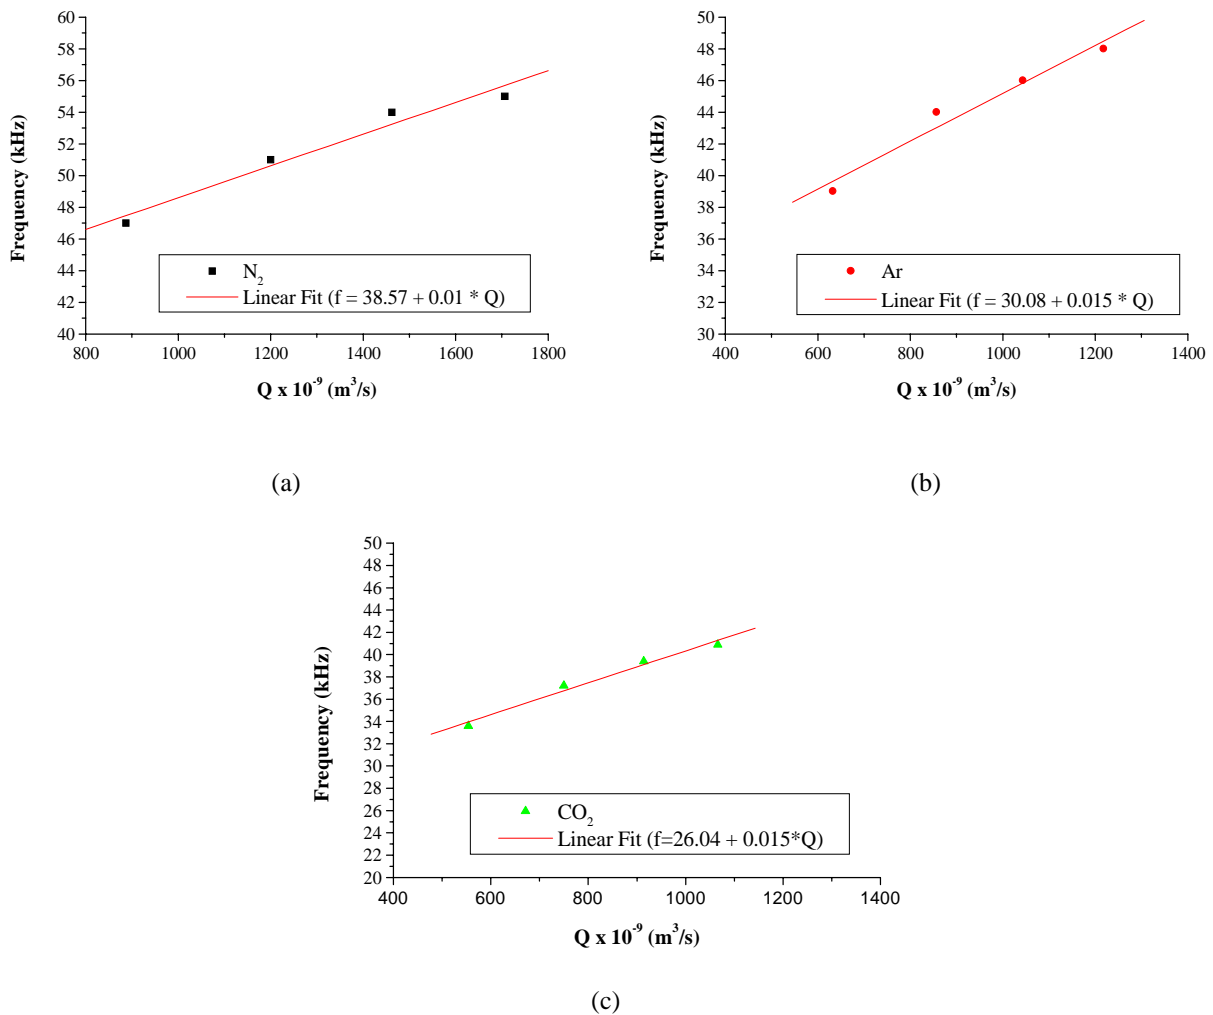 60
58
56
54
52
50
48
46
44
42
40
Frequency (kHz)
N2
Linear Fit (f = 38.57 + 0.01 * Q)
800 1000 1200 1400 1600 1800
Q x 10-9 (m3/s)
(a)
50
48
46
44
42
40
38
36
34
32
30
Frequency (kHz)
Ar
Linear Fit (f = 30.08 + 0.015 * Q)
400 600 800 1000 1200 1400
Q x 10-9 (m3/s)
(b)
50
48
46
44
42
40
38
36
34
32
30
28
26
24
22
20
Frequency (kHz)
CO2
Linear Fit (f=26.04 + 0.015*Q)
400 600 800 1000 1200 1400
Q x 10-9 (m3/s)
(c)